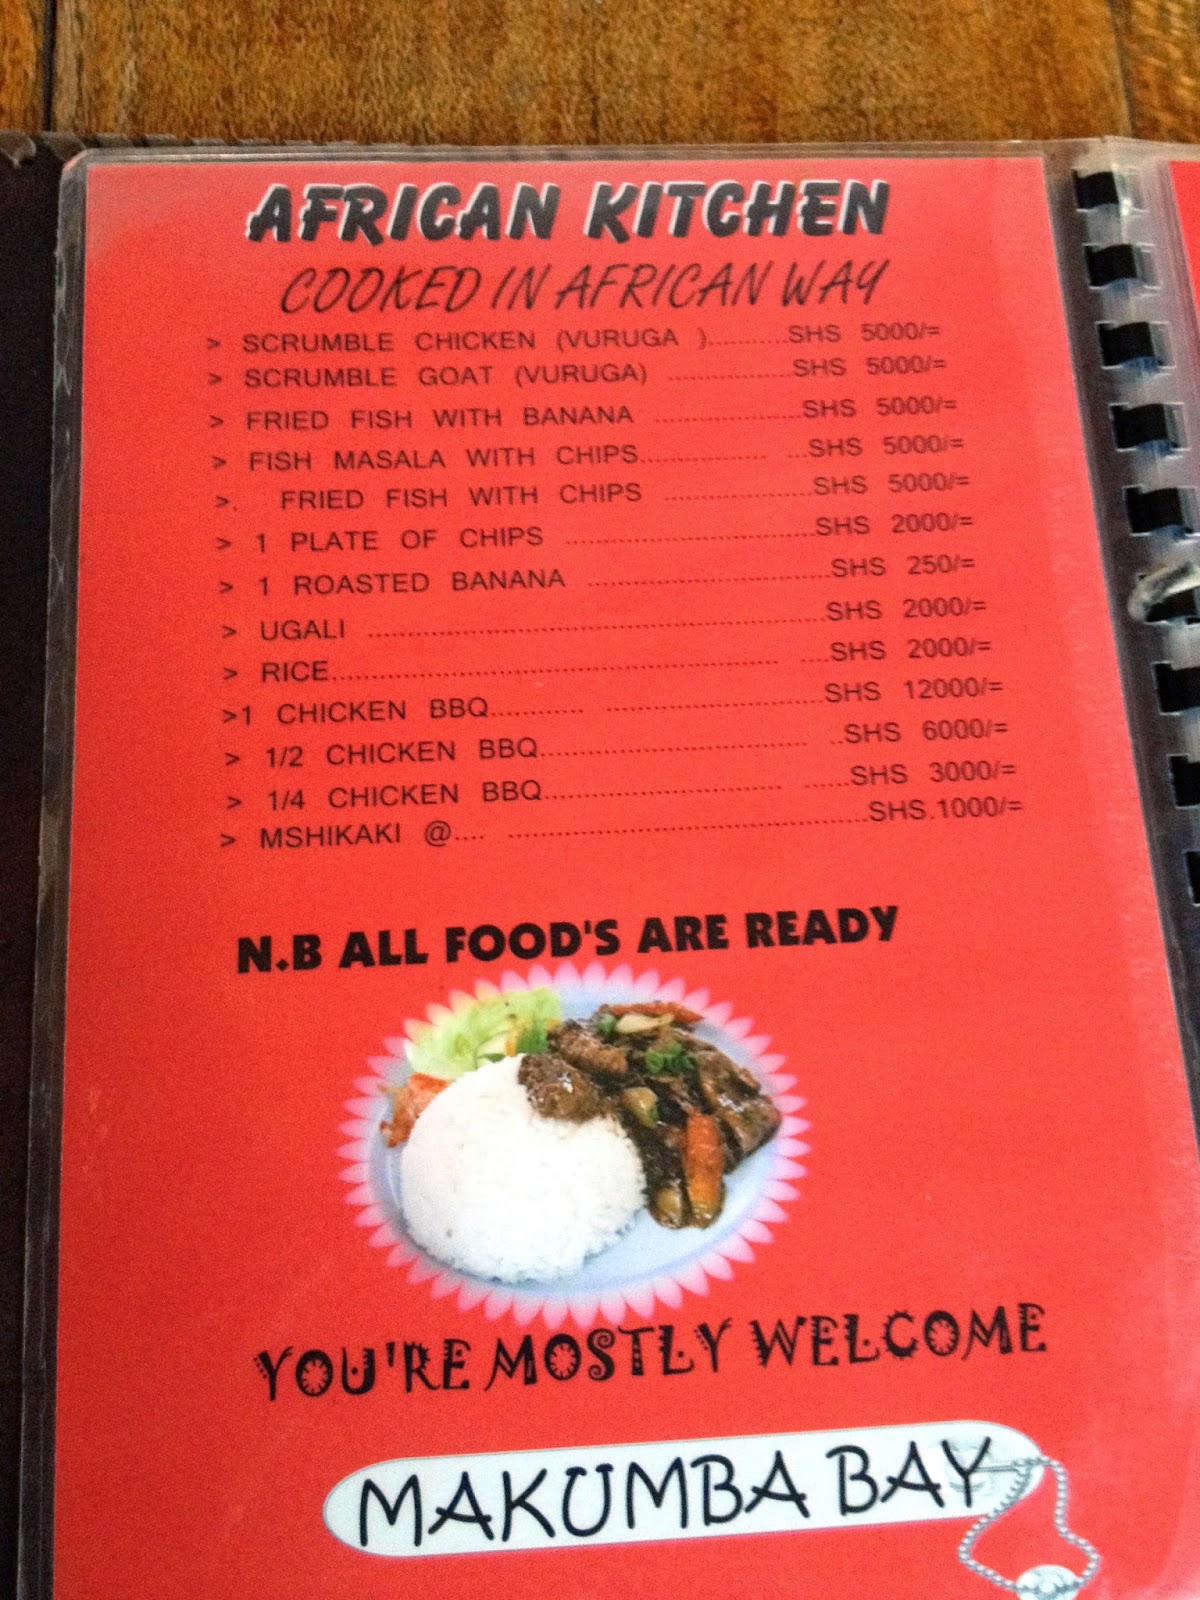 AFRICAN KITCHEN
COOKED IN AFRICAN WAY
> SCRUMBLE CHICKEN (VURUGA )...........SHS 5000/=
> SCRUMBLE GOAT (VURUGA) .................SHS 5000/=
> FRIED FISH WITH BANANA ....................SHS 5000/=
> FISH MASALA WITH CHIPS................. ...SHS 5000/=
>. FRIED FISH WITH CHIPS ....................SHS 5000/=
> 1 PLATE OF CHIPS ..................................SHS 2000/=
> 1 ROASTED BANANA .................................SHS 250/=
> UGALI ..............................................................SHS 2000/=
> RICE............................................................. ....SHS 2000/=
>1 CHICKEN BBQ............. ..............................SHS 12000/=
> 1/2 CHICKEN BBQ.................................... ..SHS 6000/=
> 1/4 CHICKEN BBQ................................ ......SHS 3000/=
> MSHIKAKI @.... .................................................SHS.1000/=
N.B ALL FOOD'S ARE READY
YOU'RE MOSTLY WELCOME
MAKUMBA BAY